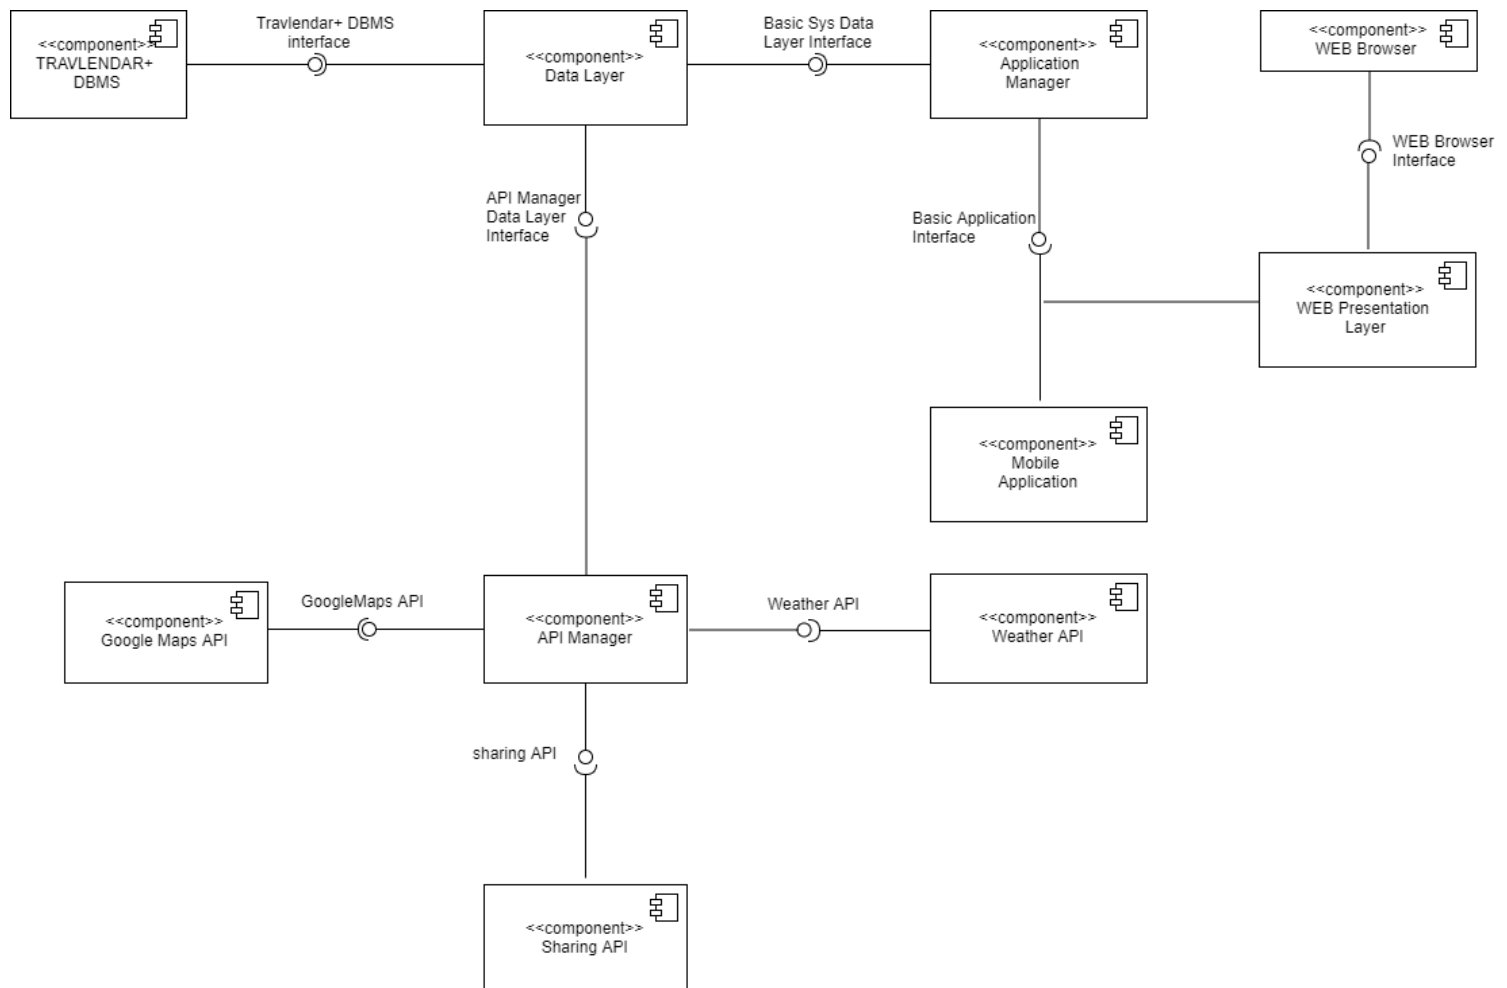 <<component>>
TRAVLENDAR+
DBMS
Travlendar+ DBMS
interface
<<component>>
Data Layer
Basic Sys Data
Layer Interface
<<component>>
Application
Manager
<<component>>
WEB Browser
WEB Browser
Interface
API Manager
Data Layer
Interface
Basic Application
Interface
<<component>>
WEB Presentation
Layer
<<component>>
Mobile
Application
<<component>>
Google Maps API
GoogleMaps API
<<component>>
API Manager
Weather API
<<component>>
Weather API
sharing API
<<component>>
Sharing API